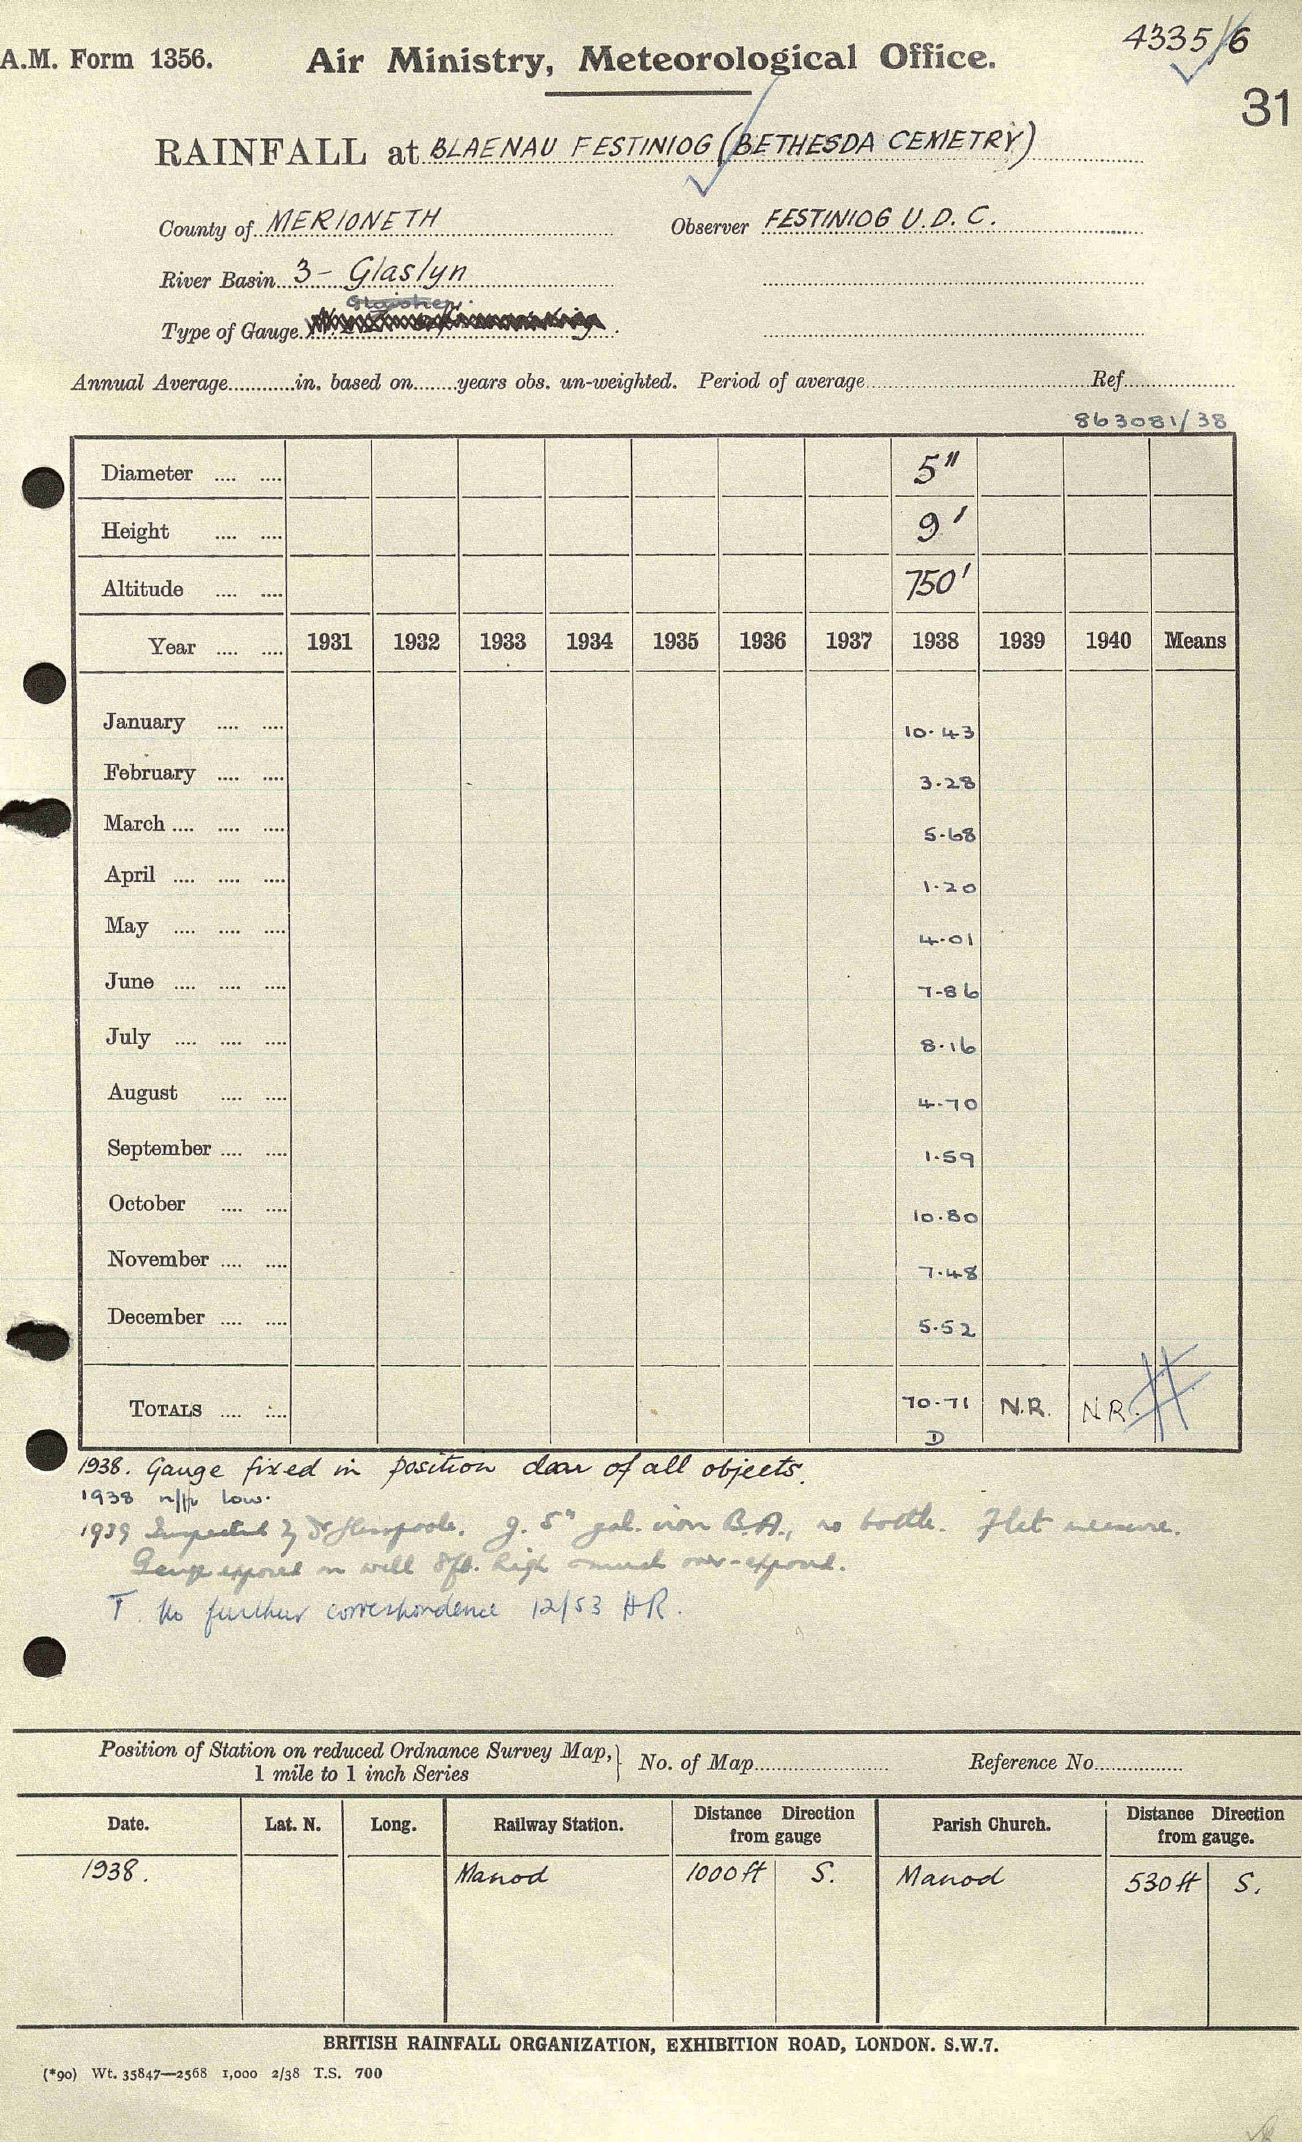 4335/6
A.M. Form 1356. Air Ministry, Meteorological Office.
31
RAINFALL at BLAENAU FESTINIOG (BETHESDA CEMETRY)
County of MERIONETH Observer FESTINIOG U.D.C.
River Basin 3 - Glaslyn
Glaisher
Type of Gauge
Annual Average in. based on years obs. un-weighted. Period of average Ref
863081/38
Diameter .... .... 5"
Height .... .... 9'
Altitude .... .... 750'
Year .... .... 1931 1932 1933 1934 1935 1936 1937 1938 1939 1940 Means
January .... .... 10.43
February .... .... 3.28
March .... .... .... 5.68
April .... .... .... 1.20
May .... .... .... 4.01
June .... .... .... 7.86
July .... .... .... 8.16
August .... .... 4.70
September .... .... 1.59
October .... .... 10.80
November .... .... 7.48
December .... .... 5.52
TOTALS .... .... 70.71 N.R. N.R.
D
1938. Gauge fixed in position clear of all objects.
1938 low.
1939 Inspected by Dr Glasspoole. g. 5" gal. iron B.A., no bottle. Flat measure.
Gauge exposed on wall 8ft. high much over-exposed.
T. No further correspondence 12/53 HR.
Position of Station on reduced Ordnance Survey Map, 1 mile to 1 inch Series } No. of Map Reference No.
Date. Lat. N. Long. Railway Station. Distance from gauge Direction Parish Church. Distance from gauge. Direction
1938. Manod 1000 ft S. Manod 530 ft S.
BRITISH RAINFALL ORGANIZATION, EXHIBITION ROAD, LONDON. S.W.7.
(*90) Wt. 35847—2568 1,000 2/38 T.S. 700